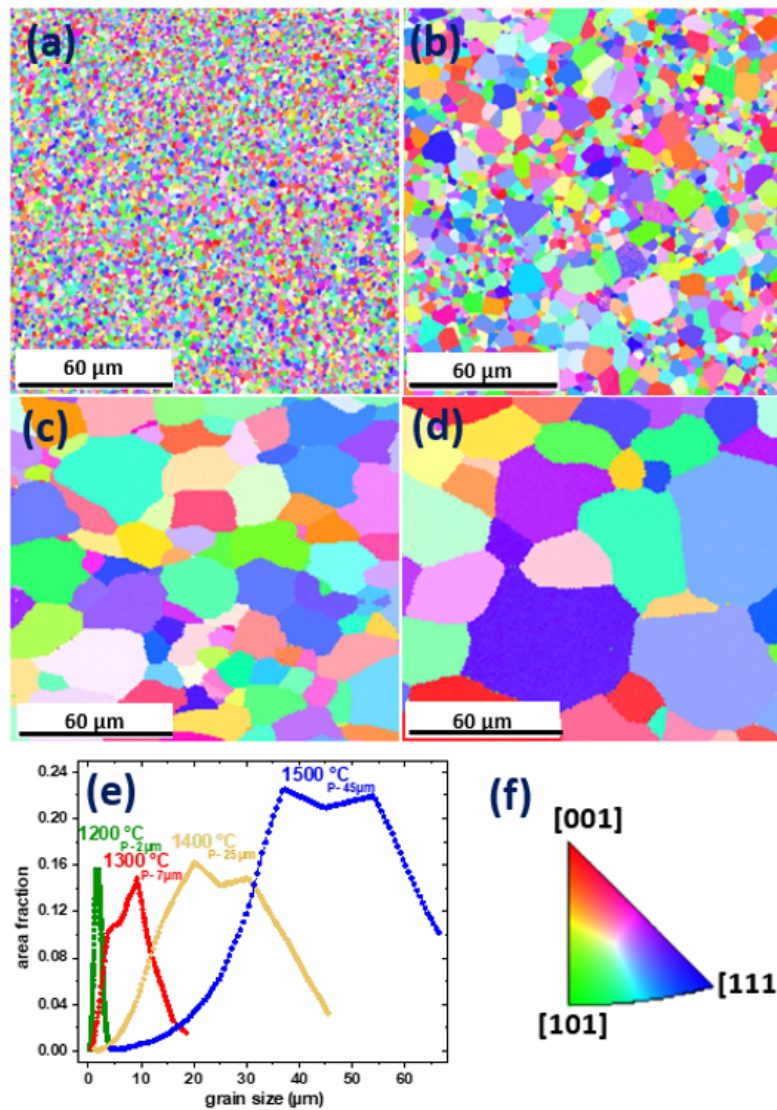 (a)
(b)
60 μm
60 μm
(c)
(d)
60 μm
60 μm
(e)
(f)
0.24
0.20
0.16
0.12
0.08
0.04
0.00
area fraction
1200 °C
P - 2μm
1300 °C
P - 7μm
1400 °C
P - 25μm
1500 °C
P - 45μm
0 10 20 30 40 50 60
grain size (μm)
[001]
[111]
[101]